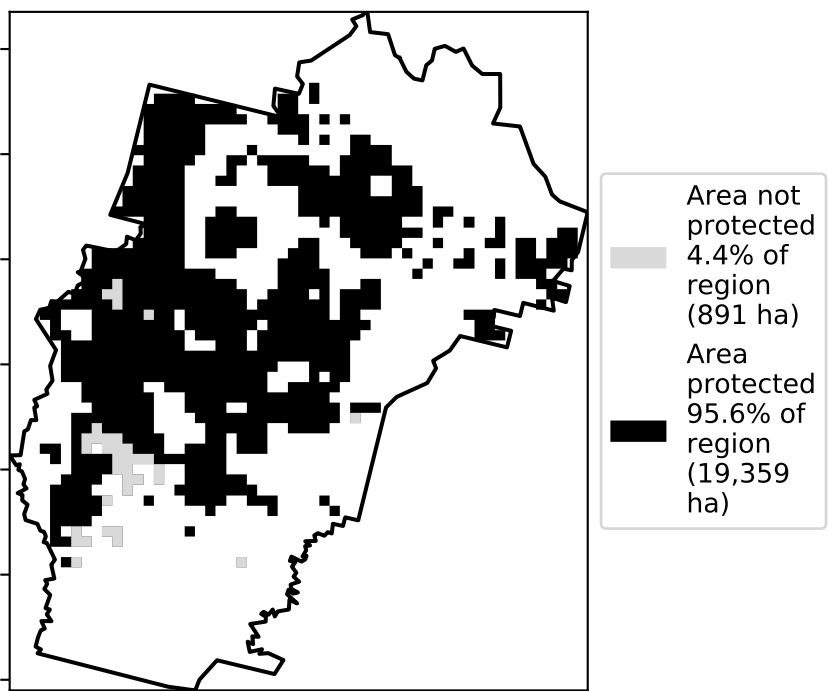 Area not
protected
4.4% of
region
(891 ha)
Area
protected
95.6% of
region
(19,359
ha)